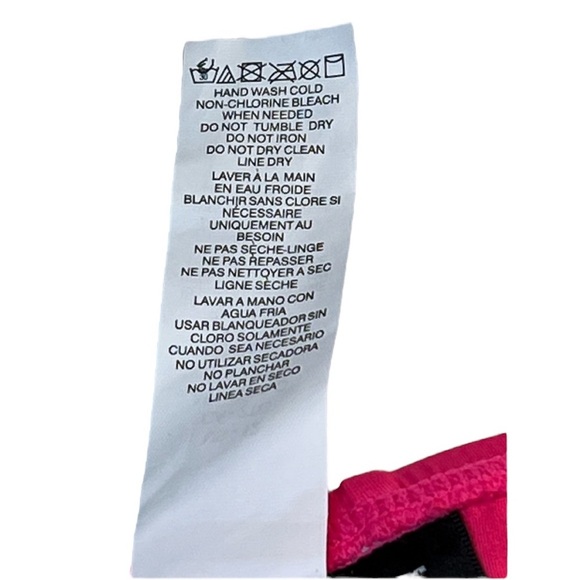 30
HAND WASH COLD
NON-CHLORINE BLEACH
WHEN NEEDED
DO NOT TUMBLE DRY
DO NOT IRON
DO NOT DRY CLEAN
LINE DRY
LAVER À LA MAIN
EN EAU FROIDE
BLANCHIR SANS CLORE SI
NÉCESSAIRE
UNIQUEMENT AU
BESOIN
NE PAS SÈCHE-LINGE
NE PAS REPASSER
NE PAS NETTOYER A SEC
LIGNE SÈCHE
LAVAR A MANO CON
AGUA FRIA
USAR BLANQUEADOR SIN
CLORO SOLAMENTE
CUANDO SEA NECESARIO
NO UTILIZAR SECADORA
NO PLANCHAR
NO LAVAR EN SECO
LINEA SECA